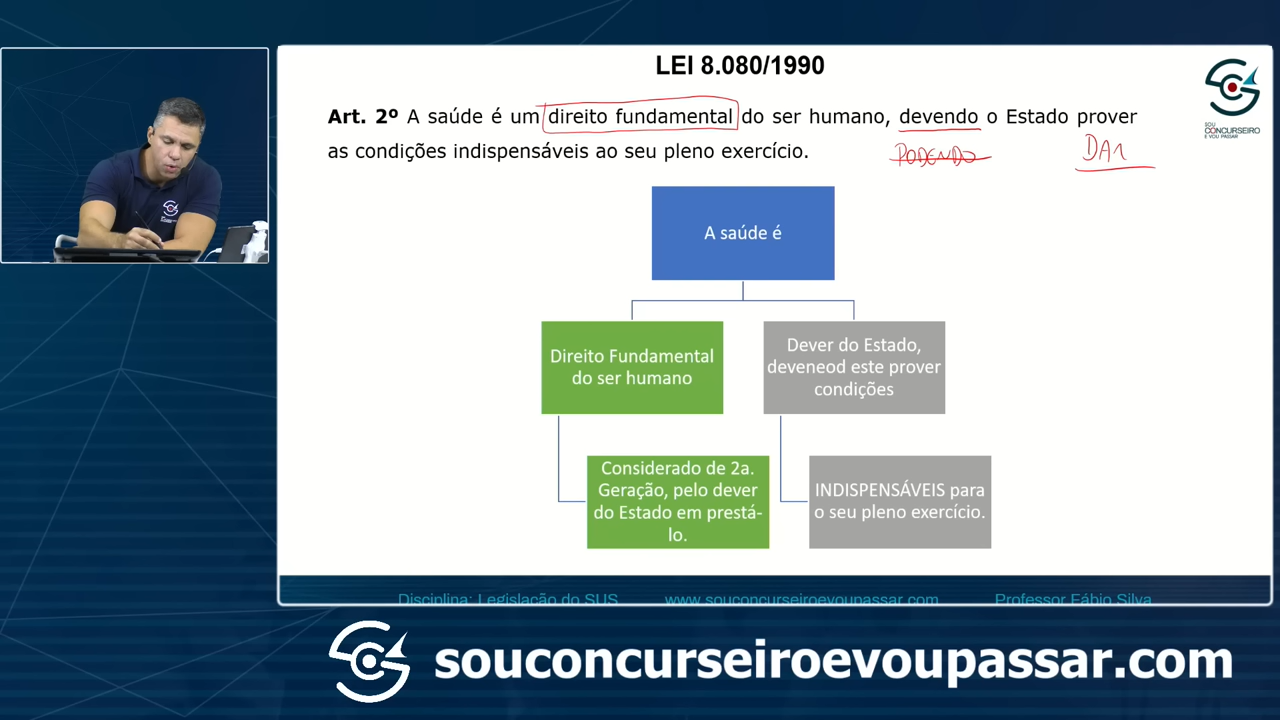 LEI 8.080/1990
SOU
CONCURSEIRO
E VOU PASSAR
Art. 2º A saúde é um direito fundamental do ser humano, devendo o Estado prover
as condições indispensáveis ao seu pleno exercício.
PODENDO
DAR
A saúde é
Direito Fundamental
do ser humano
Dever do Estado,
deveneod este prover
condições
Considerado de 2a.
Geração, pelo dever
do Estado em prestá-
lo.
INDISPENSÁVEIS para
o seu pleno exercício.
Disciplina: Legislação do SUS www.souconcurseiroevoupassar.com Professor Fábio Silva
souconcurseiroevoupassar.com